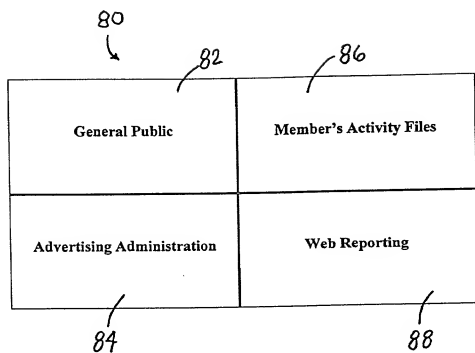 80
82
86
General Public
Member's Activity Files
Advertising Administration
Web Reporting
84
88